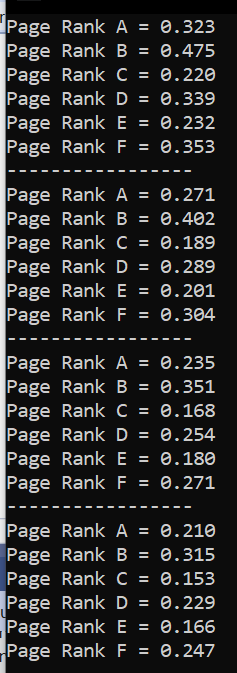 Page Rank A = 0.323
Page Rank B = 0.475
Page Rank C = 0.220
Page Rank D = 0.339
Page Rank E = 0.232
Page Rank F = 0.353
-----------------
Page Rank A = 0.271
Page Rank B = 0.402
Page Rank C = 0.189
Page Rank D = 0.289
Page Rank E = 0.201
Page Rank F = 0.304
-----------------
Page Rank A = 0.235
Page Rank B = 0.351
Page Rank C = 0.168
Page Rank D = 0.254
Page Rank E = 0.180
Page Rank F = 0.271
-----------------
Page Rank A = 0.210
Page Rank B = 0.315
Page Rank C = 0.153
Page Rank D = 0.229
Page Rank E = 0.166
Page Rank F = 0.247